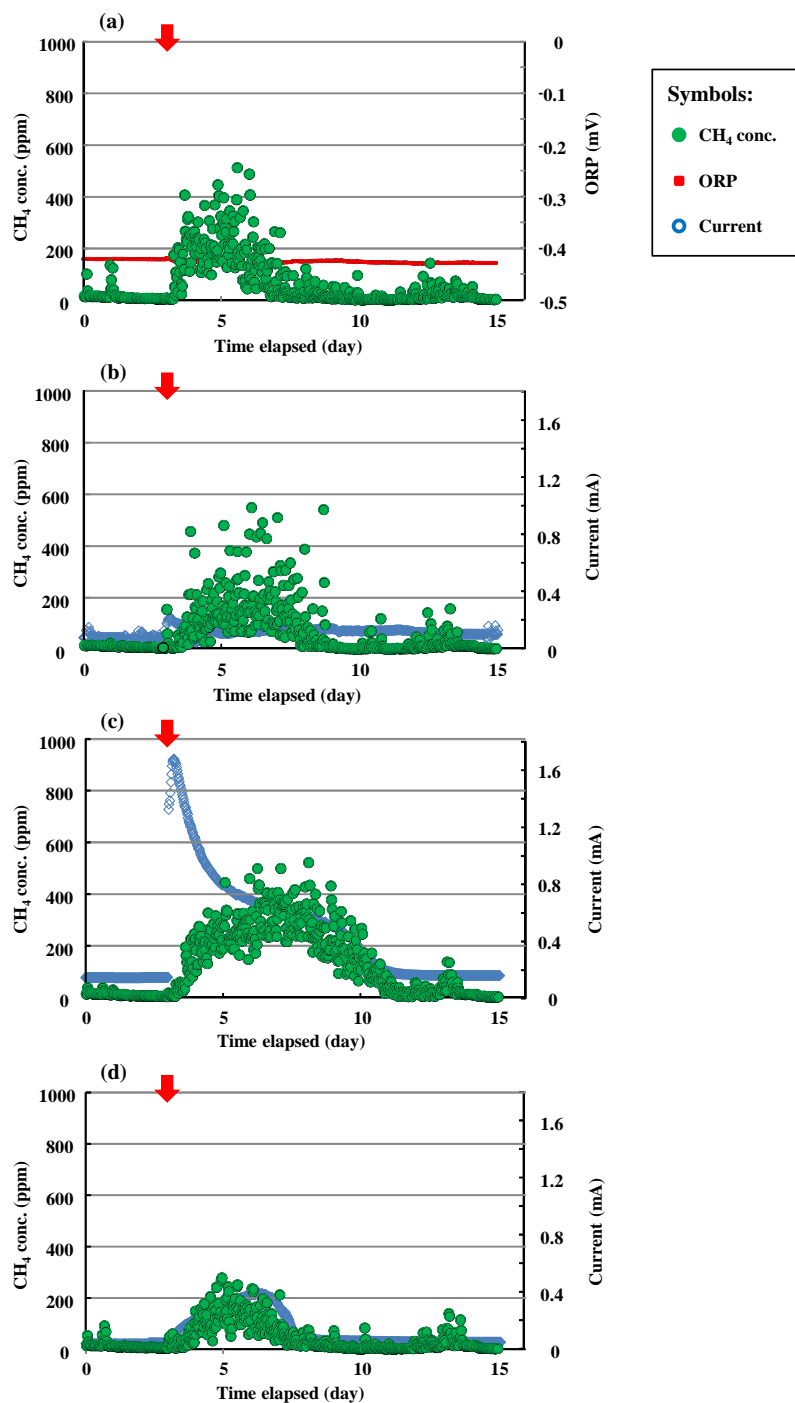 (a)
1000
800
600
400
200
0
0
-0.1
-0.2
-0.3
-0.4
-0.5
CH₄ conc. (ppm)
ORP (mV)
0 5 10 15
Time elapsed (day)
Symbols:
CH₄ conc.
ORP
Current
(b)
1000
800
600
400
200
0
1.6
1.2
0.8
0.4
0
CH₄ conc. (ppm)
Current (mA)
0 5 10 15
Time elapsed (day)
(c)
1000
800
600
400
200
0
1.6
1.2
0.8
0.4
0
CH₄ conc. (ppm)
Current (mA)
0 5 10 15
Time elapsed (day)
(d)
1000
800
600
400
200
0
1.6
1.2
0.8
0.4
0
CH₄ conc. (ppm)
Current (mA)
0 5 10 15
Time elapsed (day)